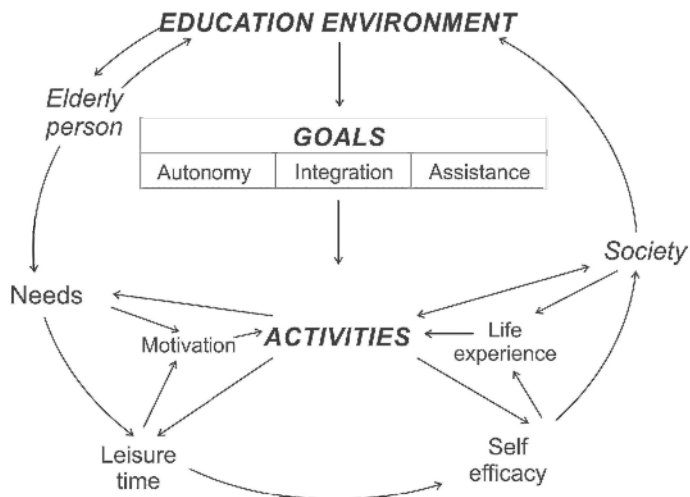 EDUCATION ENVIRONMENT
Elderly
person
GOALS
Autonomy
Integration
Assistance
Society
Needs
Motivation
ACTIVITIES
Life
experience
Leisure
time
Self
efficacy